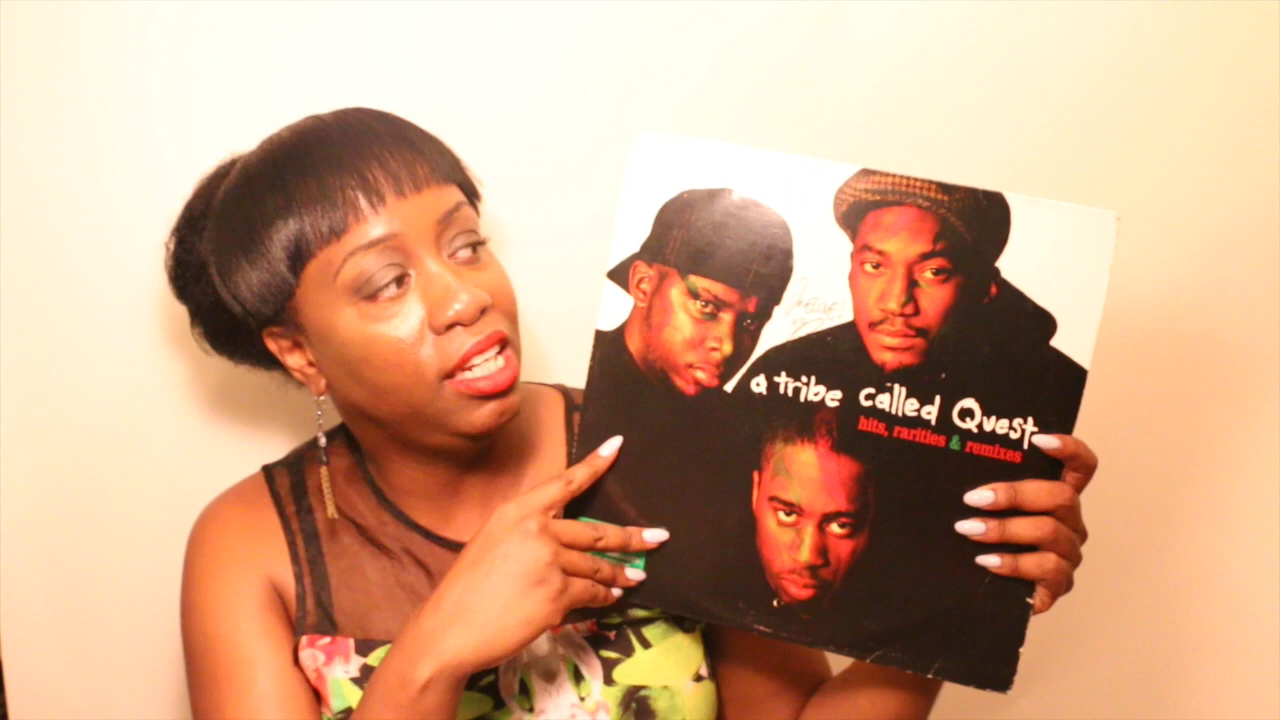 a tribe called Quest
hits, rarities & remixes